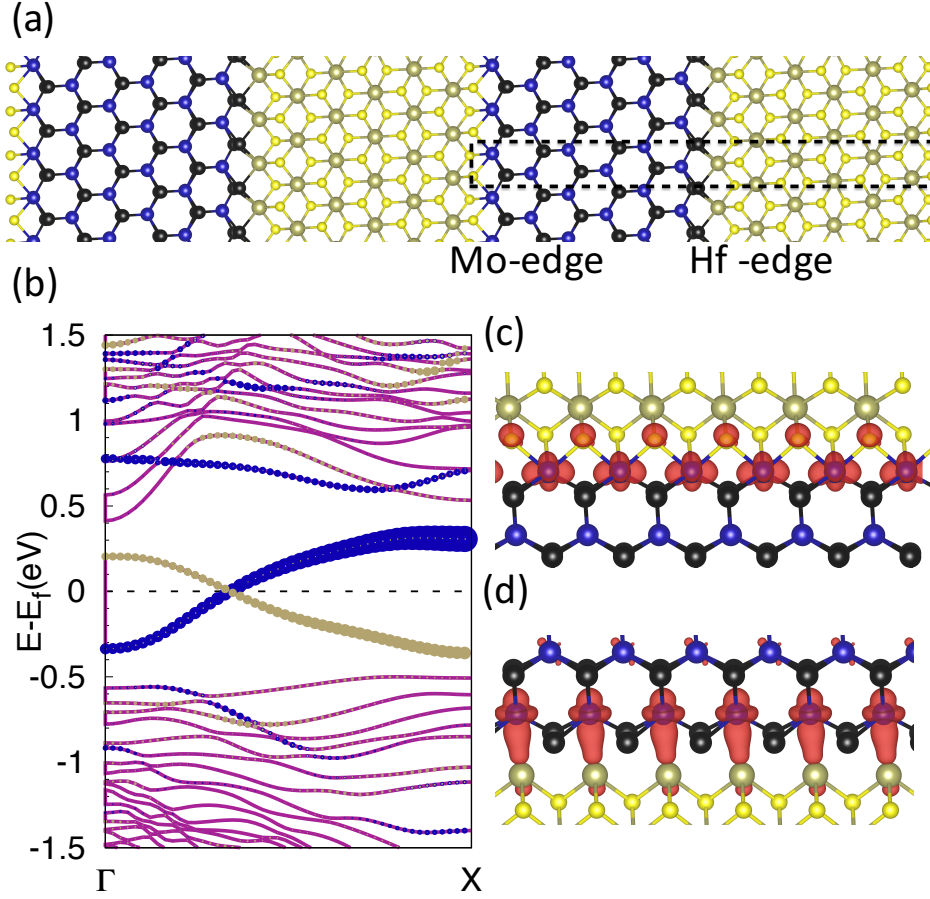 (a)
Mo-edge
Hf -edge
(b)
E-E_f(eV)
1.5
1
0.5
0
-0.5
-1
-1.5
Γ
X
(c)
(d)